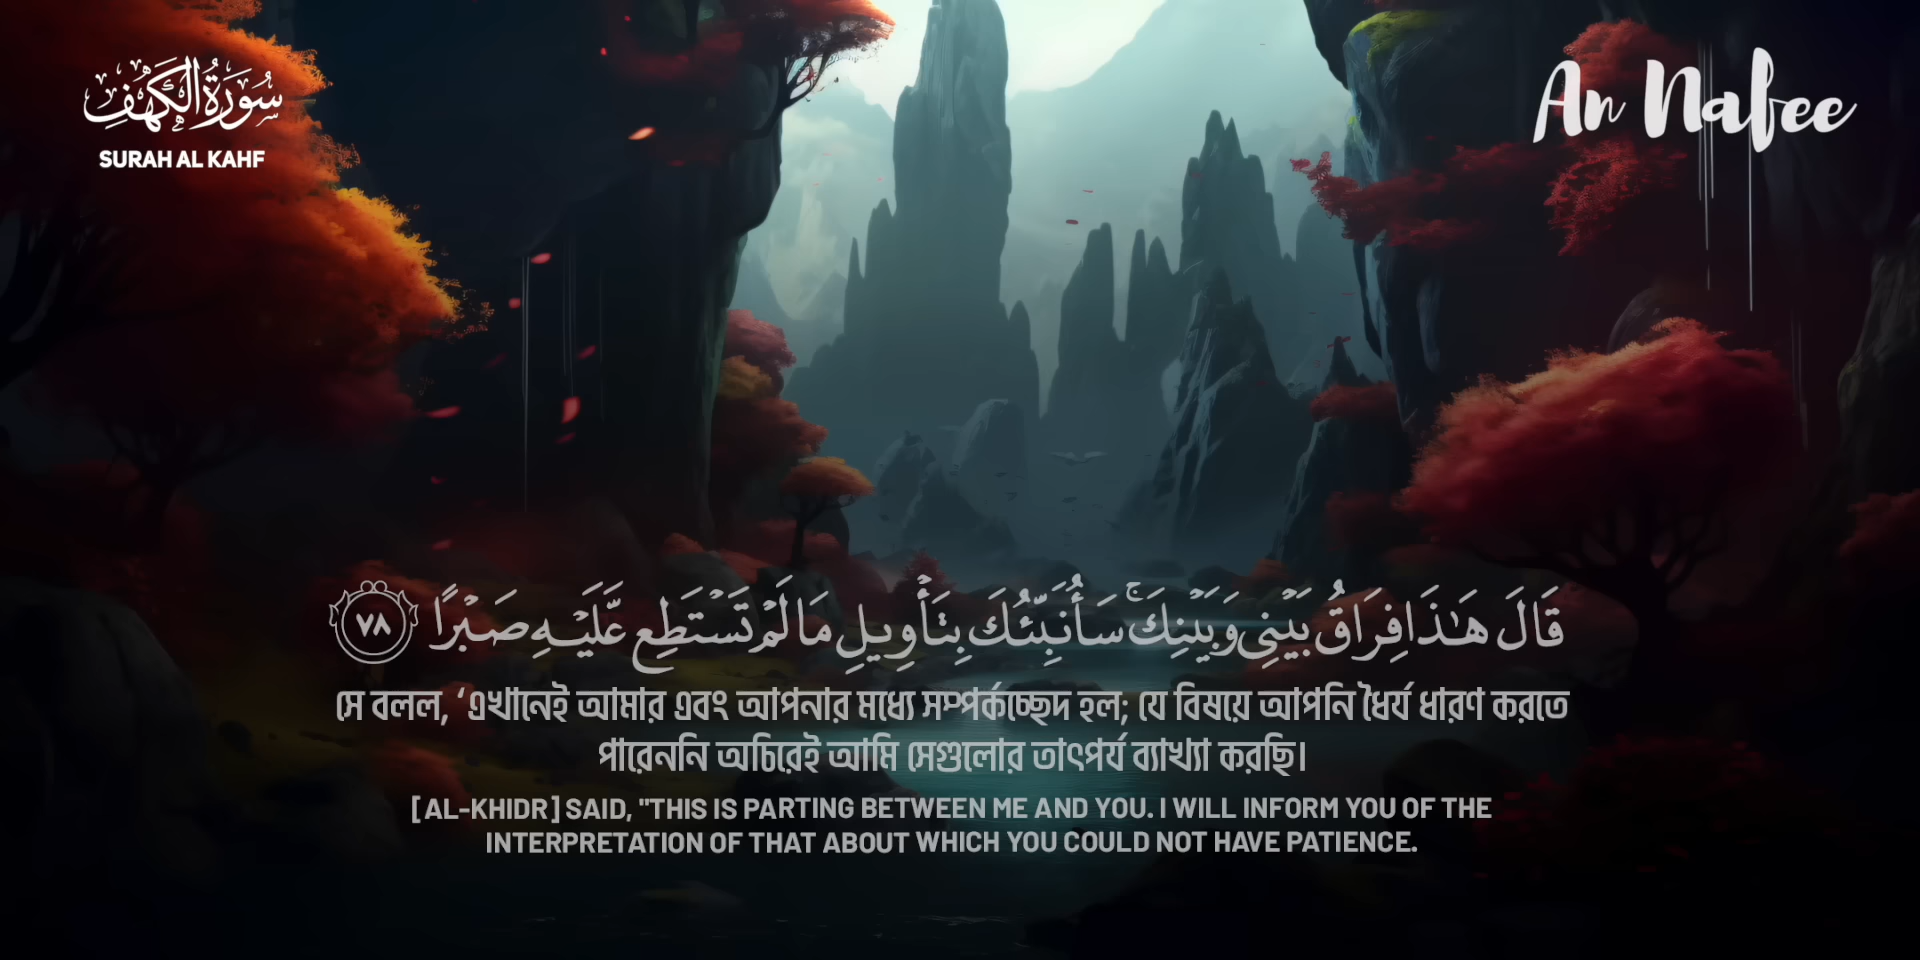 سُورَةُ الكَهْفِ
SURAH AL KAHF
An Nafee
قَالَ هَـٰذَا فِرَاقُ بَيْنِى وَبَيْنِكَ ۚ سَأُنَبِّئُكَ بِتَأْوِيلِ مَا لَمْ تَسْتَطِع عَّلَيْهِ صَبْرًا ٧٨
সে বলল, ‘এখানেই আমার এবং আপনার মধ্যে সম্পর্কচ্ছেদ হল; যে বিষয়ে আপনি ধৈর্য ধারণ করতে
পারেননি অচিরেই আমি সেগুলোর তাৎপর্য ব্যাখ্যা করছি।
[AL-KHIDR] SAID, "THIS IS PARTING BETWEEN ME AND YOU. I WILL INFORM YOU OF THE
INTERPRETATION OF THAT ABOUT WHICH YOU COULD NOT HAVE PATIENCE.